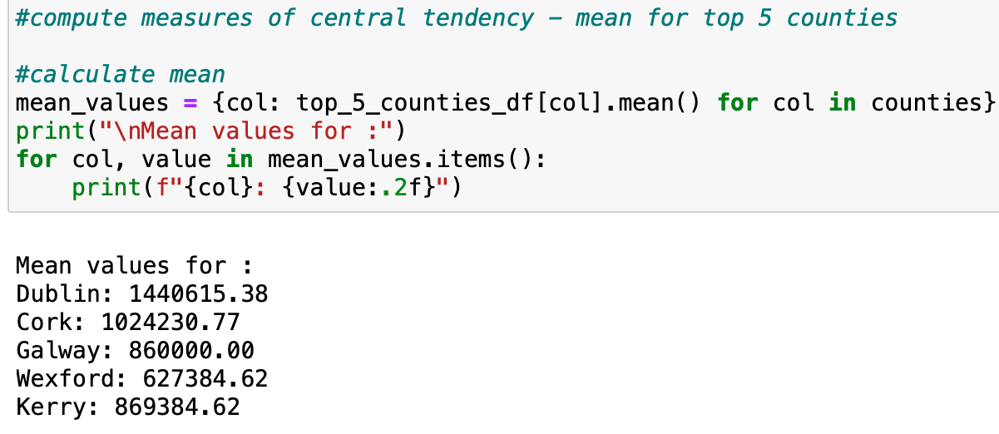 #compute measures of central tendency – mean for top 5 counties
#calculate mean
mean_values = {col: top_5_counties_df[col].mean() for col in counties}
print("\nMean values for :")
for col, value in mean_values.items():
    print(f"{col}: {value:.2f}")
Mean values for :
Dublin: 1440615.38
Cork: 1024230.77
Galway: 860000.00
Wexford: 627384.62
Kerry: 869384.62